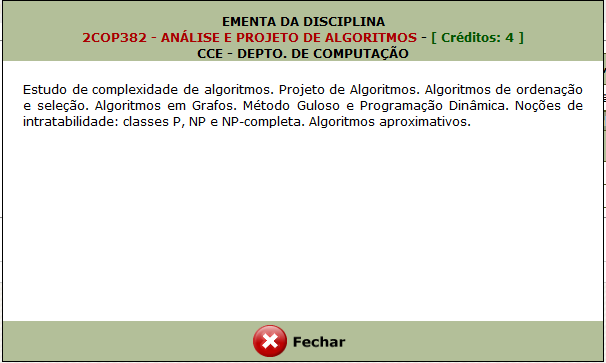 EMENTA DA DISCIPLINA
2COP382 - ANÁLISE E PROJETO DE ALGORITMOS - [ Créditos: 4 ]
CCE - DEPTO. DE COMPUTAÇÃO
Estudo de complexidade de algoritmos. Projeto de Algoritmos. Algoritmos de ordenação
e seleção. Algoritmos em Grafos. Método Guloso e Programação Dinâmica. Noções de
intratabilidade: classes P, NP e NP-completa. Algoritmos aproximativos.
Fechar